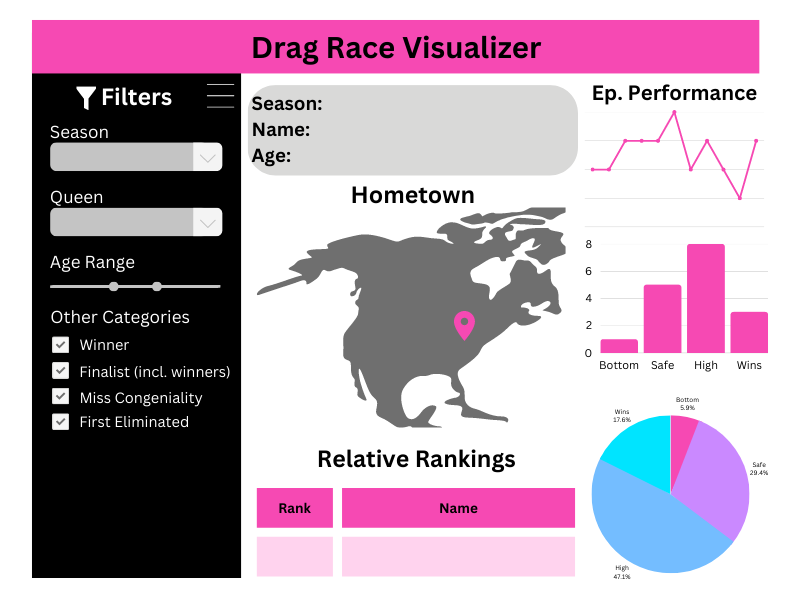 Drag Race Visualizer
Filters
Season
Queen
Age Range
Other Categories
Winner
Finalist (incl. winners)
Miss Congeniality
First Eliminated
Season:
Name:
Age:
Hometown
Relative Rankings
Rank Name
Ep. Performance
8
6
4
2
0
Bottom Safe High Wins
Bottom
5.9%
Wins
17.6%
Safe
29.4%
High
47.1%